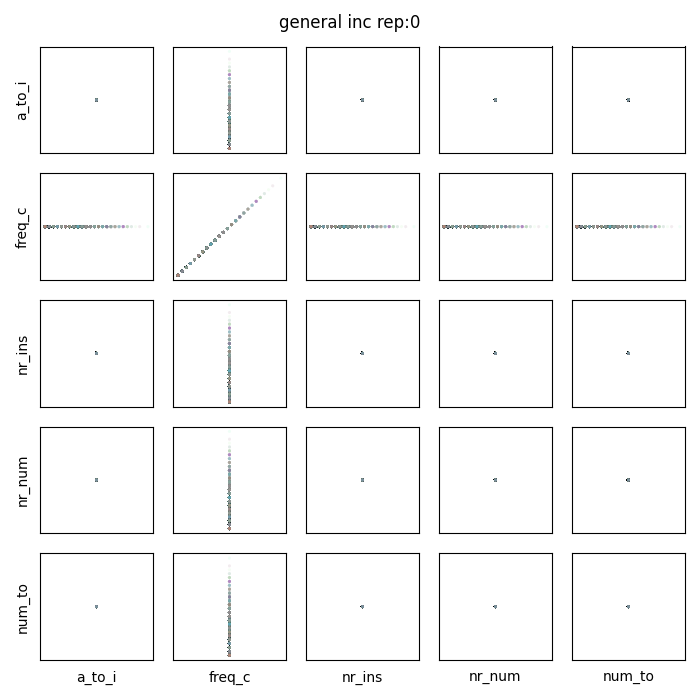 general inc rep:0
a_to_i
freq_c
nr_ins
nr_num
num_to
a_to_i
freq_c
nr_ins
nr_num
num_to